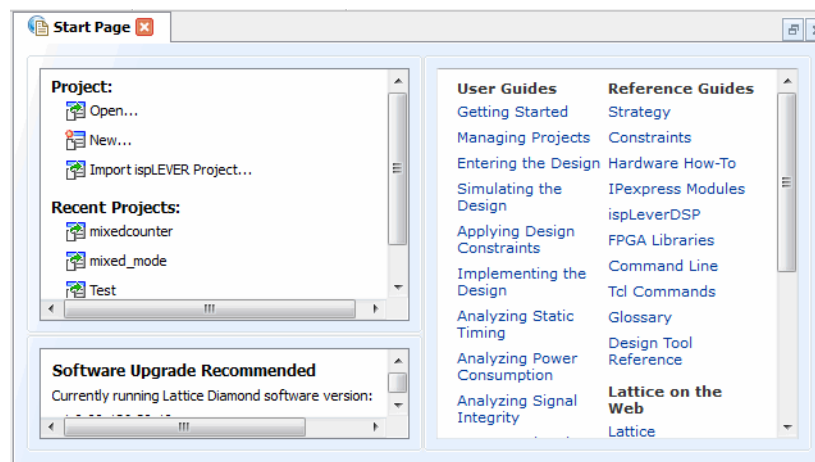 Start Page
Project:
Open...
New...
Import ispLEVER Project...
Recent Projects:
mixedcounter
mixed_mode
Test
Software Upgrade Recommended
Currently running Lattice Diamond software version:
User Guides
Getting Started
Managing Projects
Entering the Design
Simulating the
Design
Applying Design
Constraints
Implementing the
Design
Analyzing Static
Timing
Analyzing Power
Consumption
Analyzing Signal
Integrity
Reference Guides
Strategy
Constraints
Hardware How-To
IPexpress Modules
ispLeverDSP
FPGA Libraries
Command Line
Tcl Commands
Glossary
Design Tool
Reference
Lattice on the
Web
Lattice